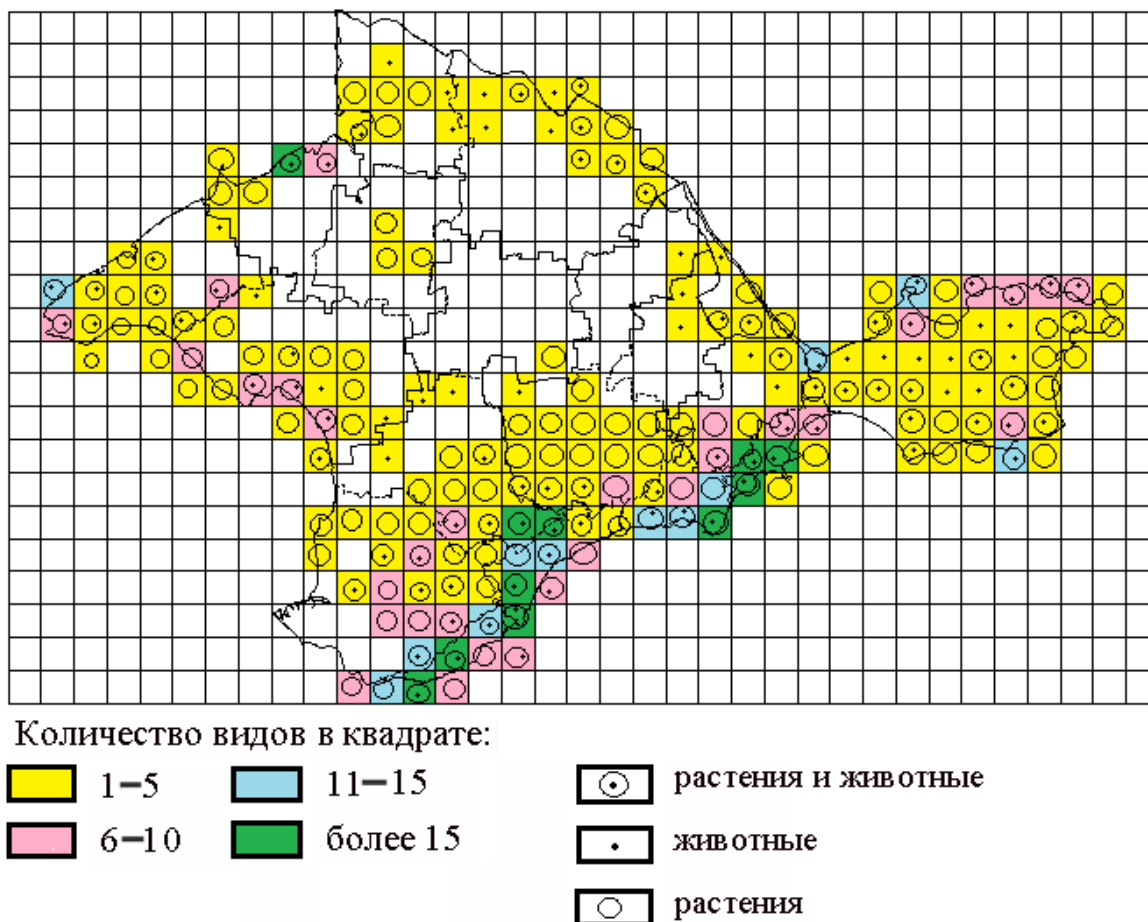 Количество видов в квадрате:
1–5
11–15
растения и животные
6–10
более 15
животные
растения